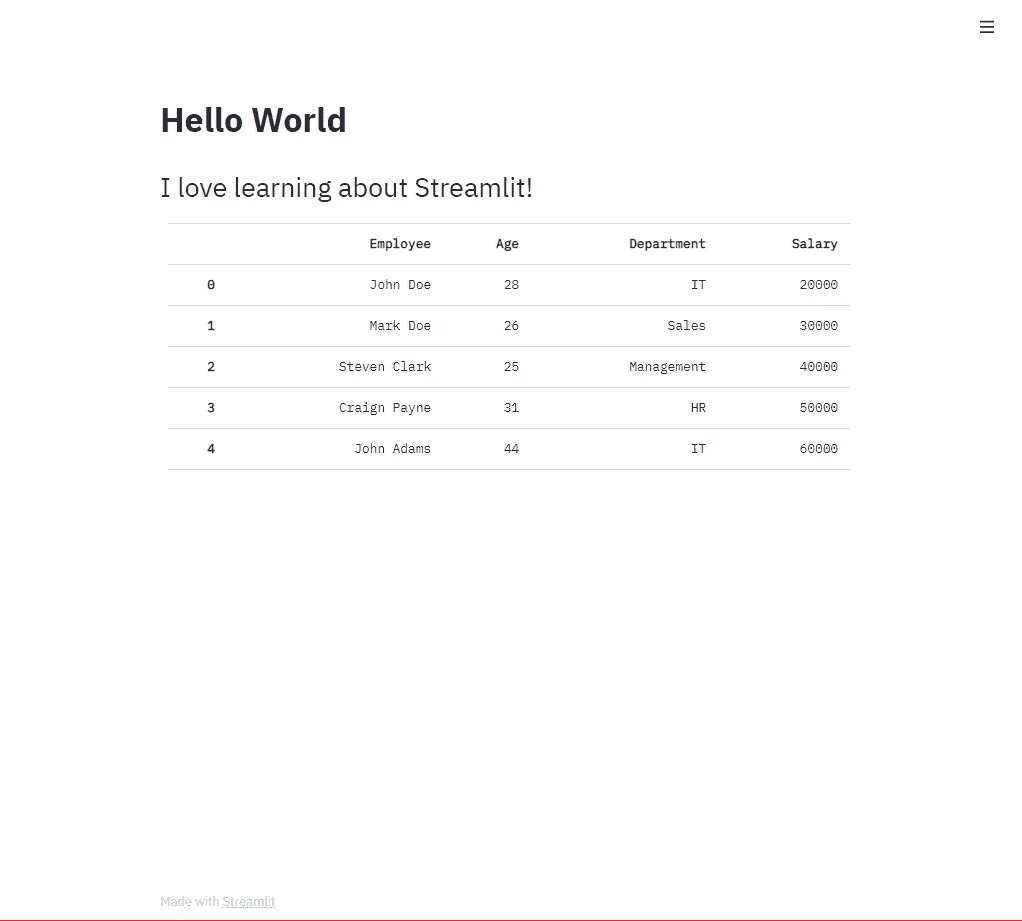 Hello World
I love learning about Streamlit!
Employee Age Department Salary
0 John Doe 28 IT 20000
1 Mark Doe 26 Sales 30000
2 Steven Clark 25 Management 40000
3 Craign Payne 31 HR 50000
4 John Adams 44 IT 60000
Made with Streamlit